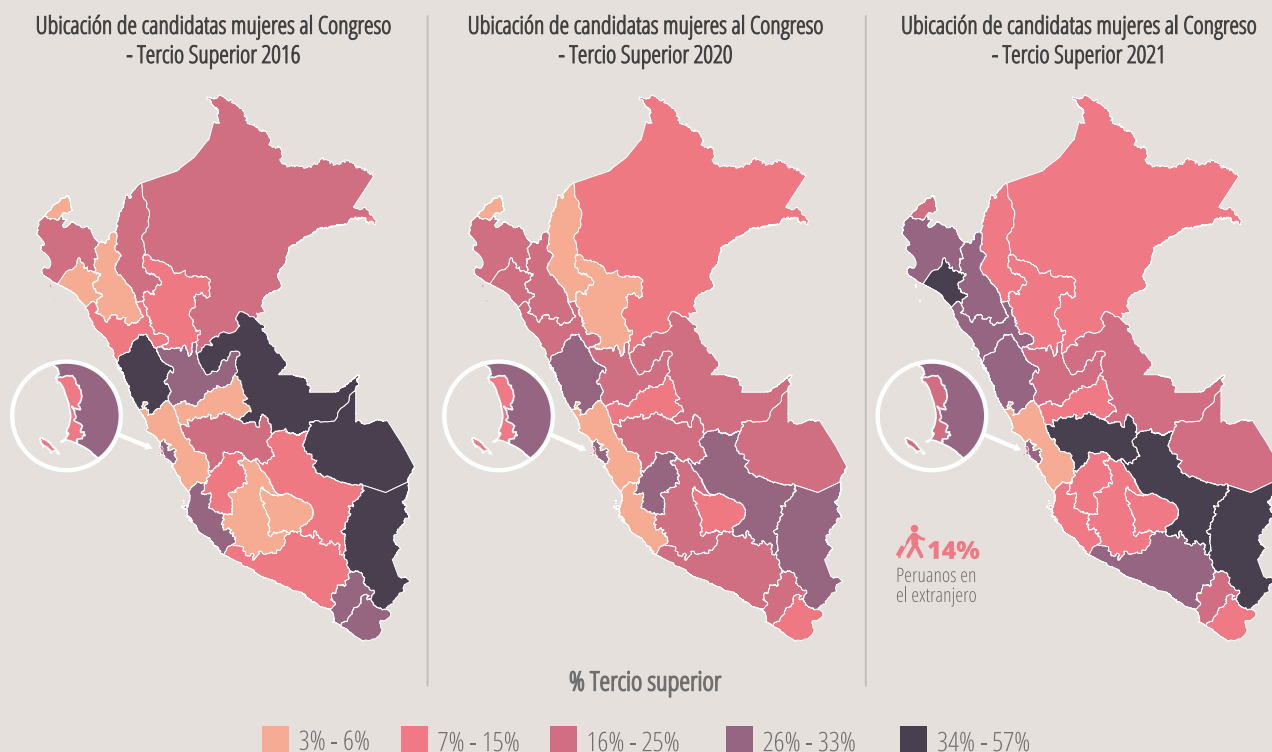 Ubicación de candidatas mujeres al Congreso
- Tercio Superior 2016
Ubicación de candidatas mujeres al Congreso
- Tercio Superior 2020
Ubicación de candidatas mujeres al Congreso
- Tercio Superior 2021
14%
Peruanos en
el extranjero
% Tercio superior
3% - 6%
7% - 15%
16% - 25%
26% - 33%
34% - 57%